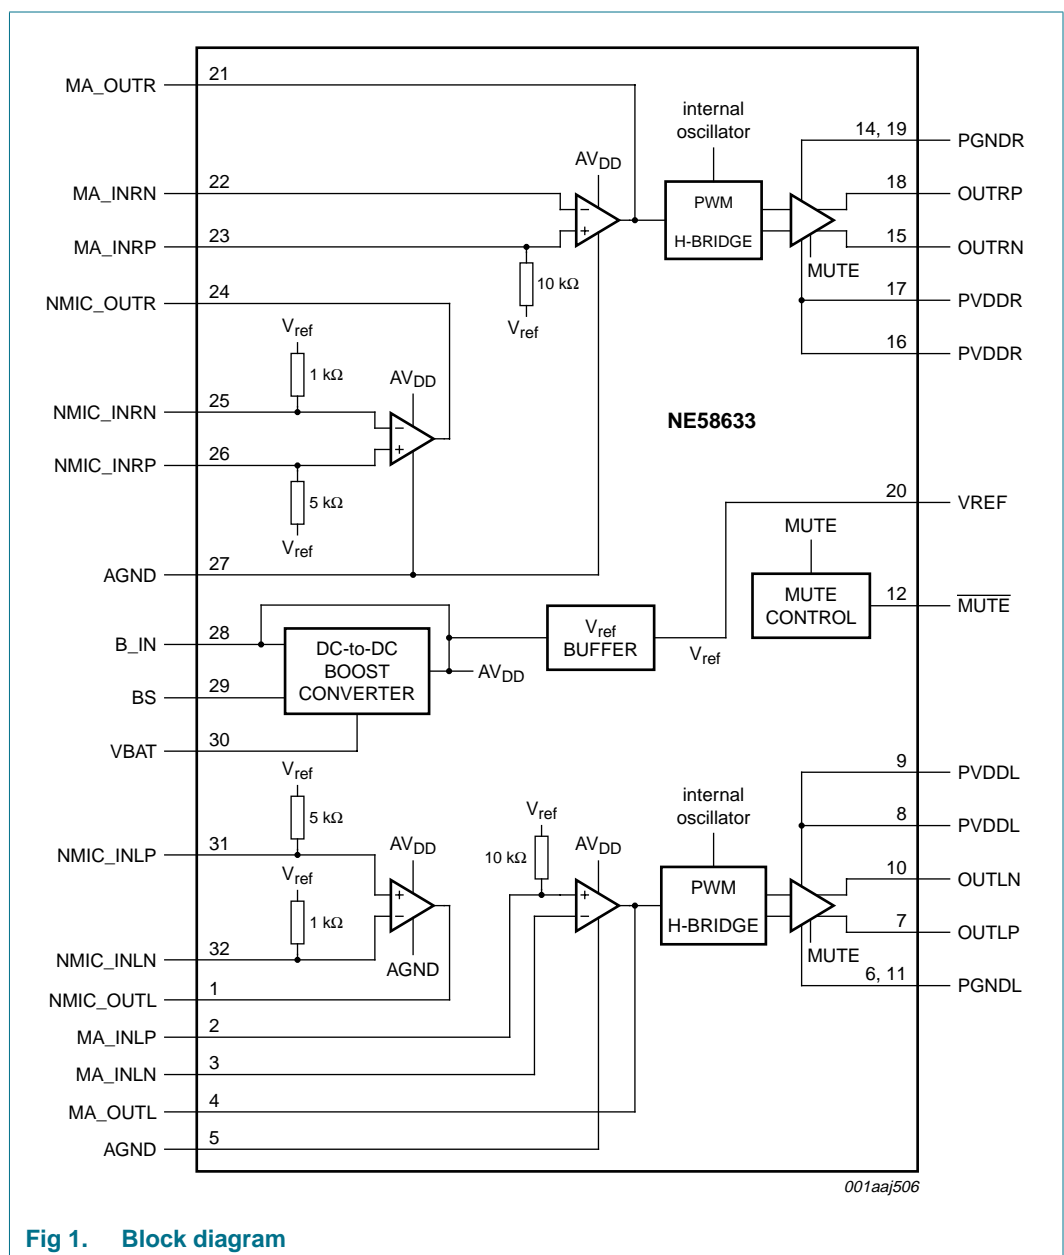 MA_OUTR 21
internal
oscillator
14, 19 PGNDR
AVDD
MA_INRN 22
PWM
18 OUTRP
−
MA_INRP 23
+
H-BRIDGE
15 OUTRN
MUTE
10 kΩ
NMIC_OUTR 24
17 PVDDR
Vref
Vref
16 PVDDR
1 kΩ
AVDD
NMIC_INRN 25
NE58633
−
+
NMIC_INRP 26
5 kΩ
20 VREF
MUTE
Vref
AGND 27
MUTE
CONTROL
12 MUTE
B_IN 28
DC-to-DC
BOOST
CONVERTER
Vref
BUFFER
Vref
AVDD
BS 29
VBAT 30
Vref
9 PVDDL
internal
oscillator
5 kΩ
Vref
8 PVDDL
NMIC_INLP 31
AVDD
10 kΩ
AVDD
Vref
10 OUTLN
+
−
+
−
PWM
H-BRIDGE
1 kΩ
7 OUTLP
MUTE
NMIC_INLN 32
AGND
6, 11 PGNDL
NMIC_OUTL 1
MA_INLP 2
MA_INLN 3
MA_OUTL 4
AGND 5
001aaj506
Fig 1. Block diagram